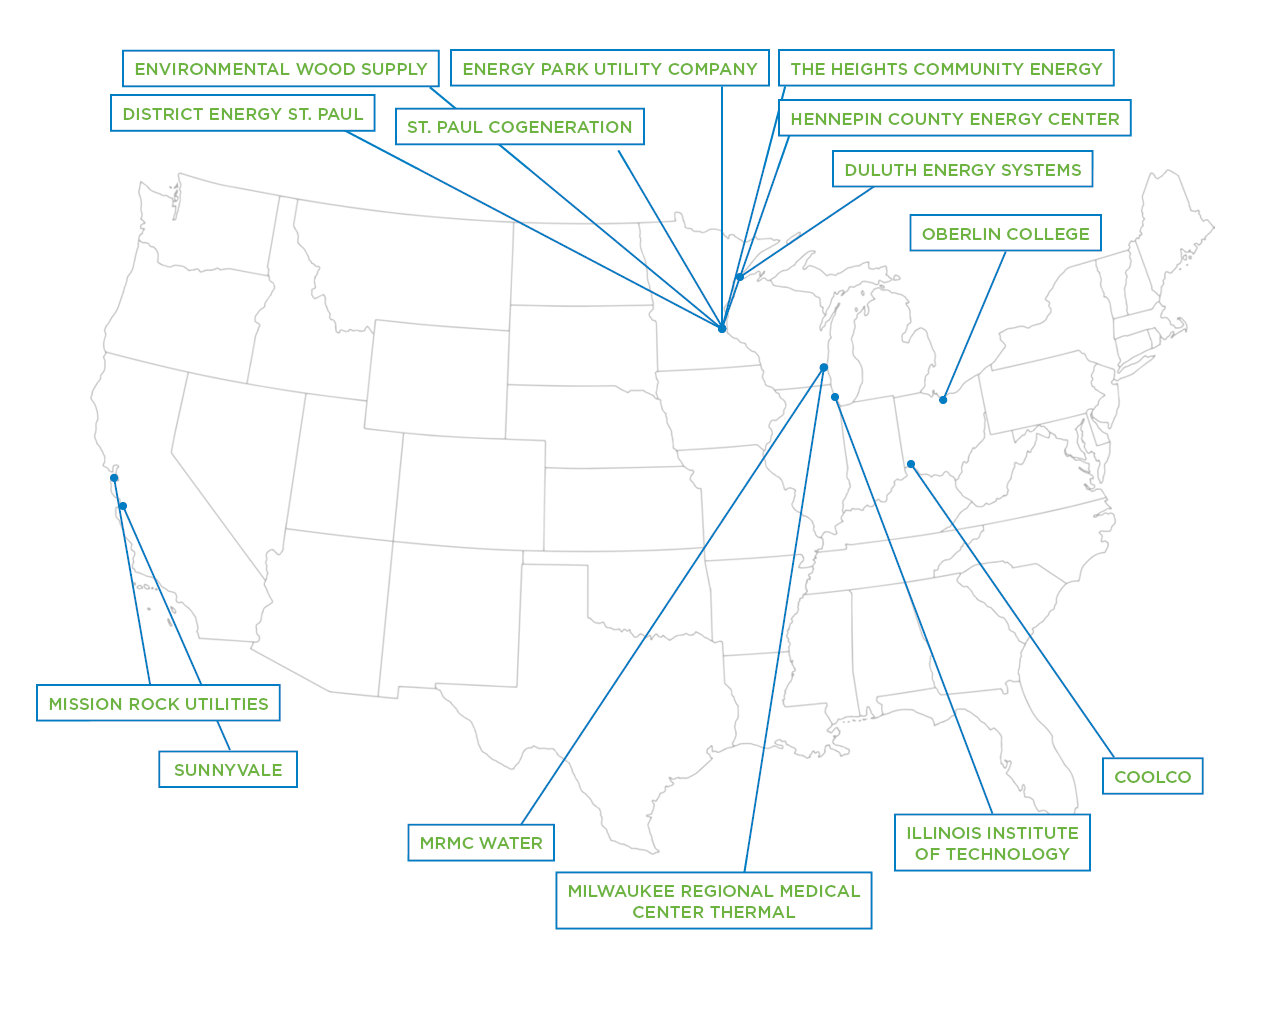 ENVIRONMENTAL WOOD SUPPLY
ENERGY PARK UTILITY COMPANY
THE HEIGHTS COMMUNITY ENERGY
DISTRICT ENERGY ST. PAUL
ST. PAUL COGENERATION
HENNEPIN COUNTY ENERGY CENTER
DULUTH ENERGY SYSTEMS
OBERLIN COLLEGE
MISSION ROCK UTILITIES
SUNNYVALE
COOLCO
MRMC WATER
ILLINOIS INSTITUTE
OF TECHNOLOGY
MILWAUKEE REGIONAL MEDICAL
CENTER THERMAL